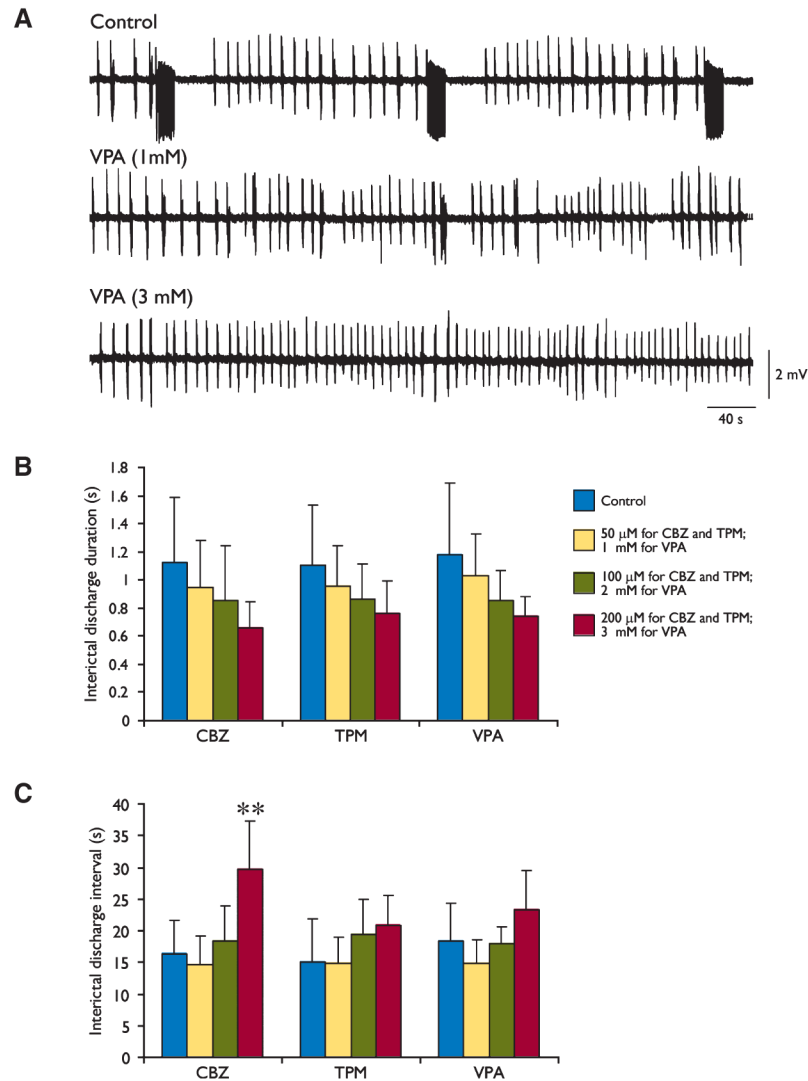 A
Control
VPA (1mM)
VPA (3 mM)
2 mV
40 s
B
Interictal discharge duration (s)
1.8
1.6
1.4
1.2
1
0.8
0.6
0.4
0.2
0
CBZ
TPM
VPA
Control
50 µM for CBZ and TPM;
1 mM for VPA
100 µM for CBZ and TPM;
2 mM for VPA
200 µM for CBZ and TPM;
3 mM for VPA
C
Interictal discharge interval (s)
40
35
30
25
20
15
10
5
0
**
CBZ
TPM
VPA